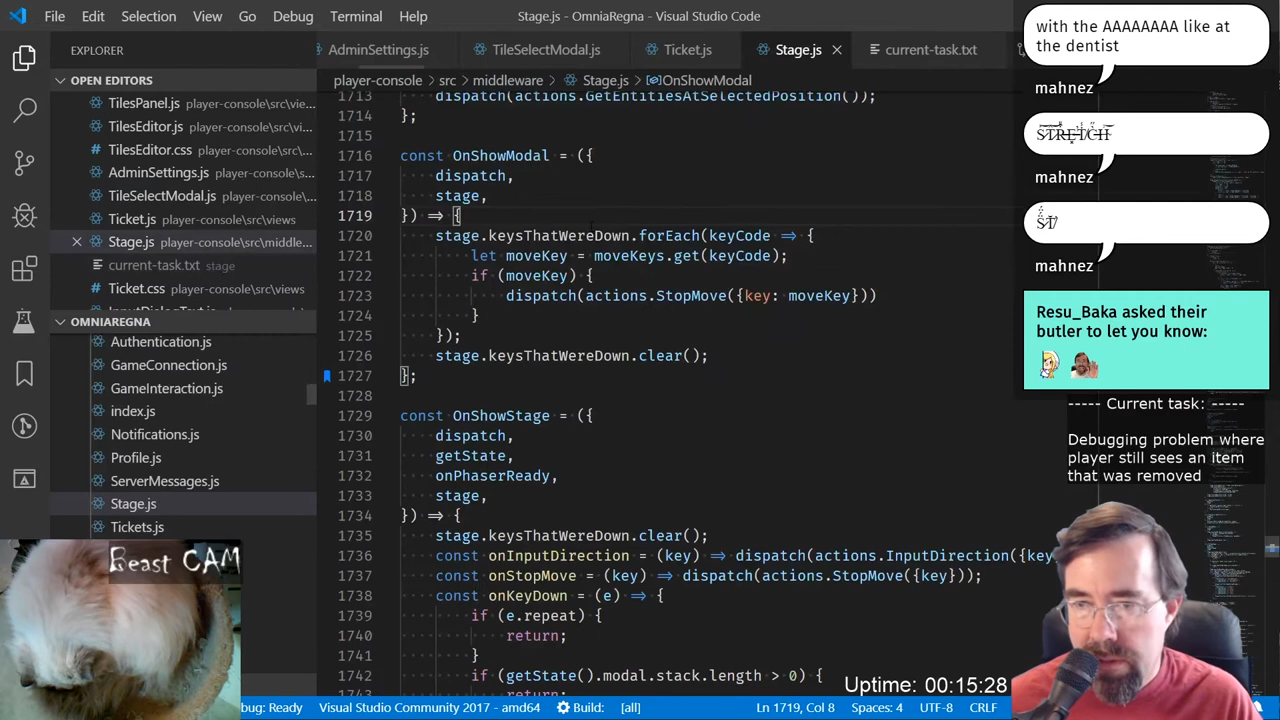 File Edit Selection View Go Debug Terminal Help
Stage.js - OmniaRegna - Visual Studio Code
EXPLORER
OPEN EDITORS
TilesPanel.js player-console\src\vie...
TilesEditor.js player-console\src\vi...
# TilesEditor.css player-console\src...
AdminSettings.js player-console\src...
TileSelectModal.js player-console\s...
Ticket.js player-console\src\views
Stage.js player-console\src\middle...
current-task.txt stage
# Ticket.css player-console\src\views
OMNIAREGNA
Authentication.js
GameConnection.js
GameInteraction.js
index.js
Notifications.js
Profile.js
ServerMessages.js
Stage.js
Tickets.js
Beast CAM
AdminSettings.js TileSelectModal.js Ticket.js Stage.js current-task.txt
player-console > src > middleware > Stage.js > OnShowModal
1713 dispatch(actions.GetEntitiesAtSelectedPosition());
1714 };
1715
1716 const OnShowModal = ({
1717 dispatch,
1718 stage,
1719 }) => {
1720 stage.keysThatWereDown.forEach(keyCode => {
1721 let moveKey = moveKeys.get(keyCode);
1722 if (moveKey) {
1723 dispatch(actions.StopMove({key: moveKey}))
1724 }
1725 });
1726 stage.keysThatWereDown.clear();
1727 };
1728
1729 const OnShowStage = ({
1730 dispatch,
1731 getState,
1732 onPhaserReady,
1733 stage,
1734 }) => {
1735 stage.keysThatWereDown.clear();
1736 const onInputDirection = (key) => dispatch(actions.InputDirection({key
1737 const onStopMove = (key) => dispatch(actions.StopMove({key}));
1738 const onKeyDown = (e) => {
1739 if (e.repeat) {
1740 return;
1741 }
1742 if (getState().modal.stack.length > 0) {
1743 return;
with the AAAAAAAA like at
the dentist
mahnez
STRETCH
mahnez
mahnez
Resu_Baka asked their
butler to let you know:
----- Current task: -----
Debugging problem where
player still sees an item
that was removed
Uptime: 00:15:28
bug: Ready Visual Studio Community 2017 - amd64 Build: [all] Ln 1719, Col 8 Spaces: 4 UTF-8 CRLF